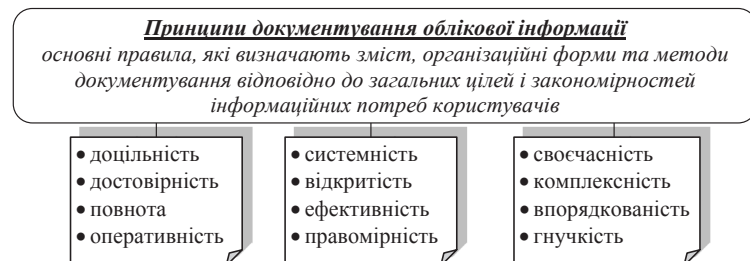 Принципи документування облікової інформації
основні правила, які визначають зміст, організаційні форми та методи
документування відповідно до загальних цілей і закономірностей
інформаційних потреб користувачів
• доцільність
• достовірність
• повнота
• оперативність
• системність
• відкритість
• ефективність
• правомірність
• своєчасність
• комплексність
• впорядкованість
• гнучкість